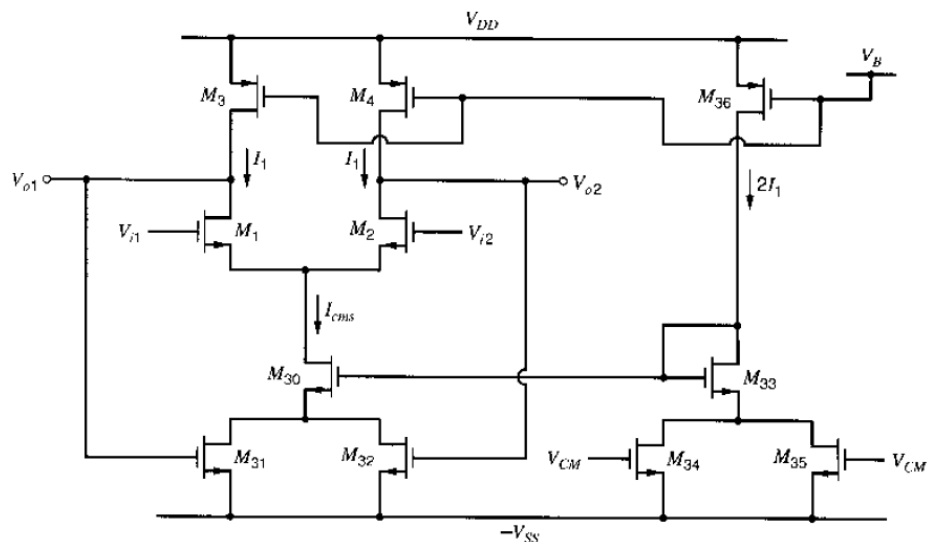 V_DD
V_B
M_3
M_4
M_36
I_1
I_1
V_o1
V_o2
2I_1
V_i1
M_1
M_2
V_i2
I_cms
M_30
M_33
M_31
M_32
V_CM
M_34
M_35
V_CM
−V_SS